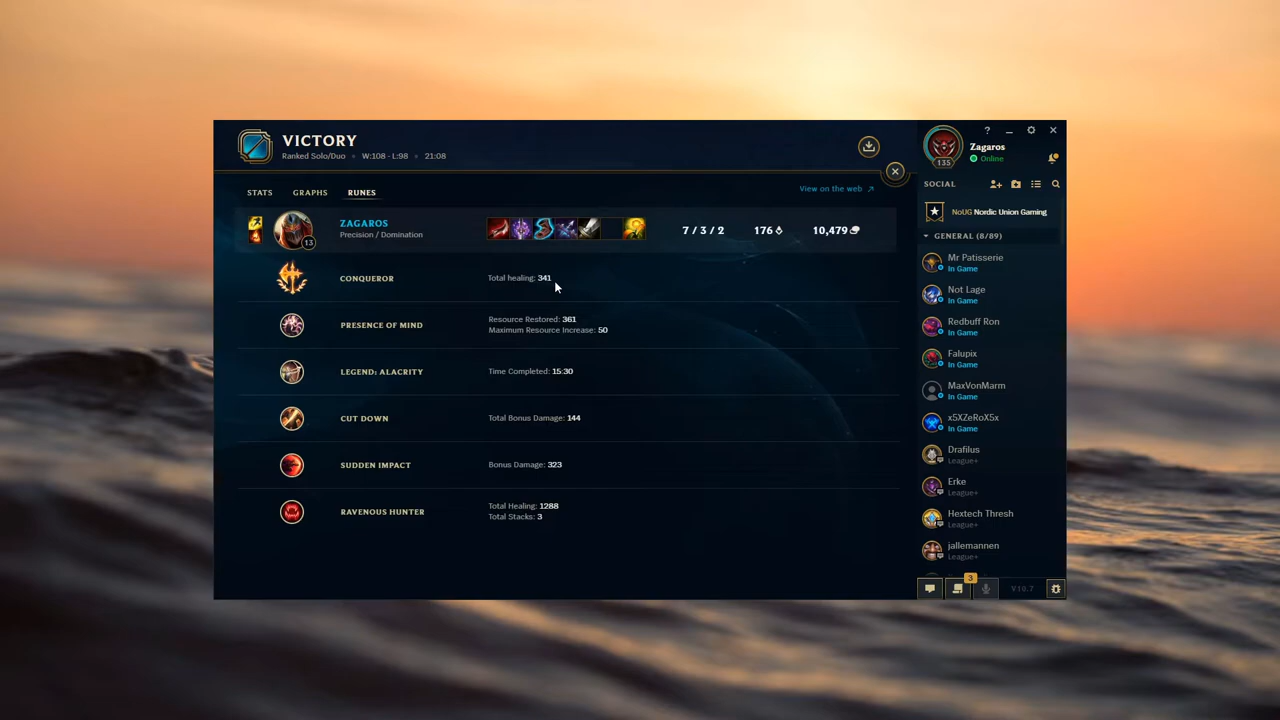 VICTORY
Ranked Solo/Duo • W:108 - L:98 • 21:08
STATS GRAPHS RUNES
View on the web
ZAGAROS
Precision / Domination
13
7 / 3 / 2
176
10,479
CONQUEROR
Total healing: 341
PRESENCE OF MIND
Resource Restored: 361
Maximum Resource Increase: 50
LEGEND: ALACRITY
Time Completed: 15:30
CUT DOWN
Total Bonus Damage: 144
SUDDEN IMPACT
Bonus Damage: 323
RAVENOUS HUNTER
Total Healing: 1288
Total Stacks: 3
?
Zagaros
Online
135
SOCIAL
NoUG Nordic Union Gaming
GENERAL (8/89)
Mr Patisserie
In Game
Not Lage
In Game
Redbuff Ron
In Game
Falupix
In Game
MaxVonMarm
In Game
x5XZeRoX5x
In Game
Drafilus
League+
Erke
League+
Hextech Thresh
League+
jallemannen
League+
3
V10.7